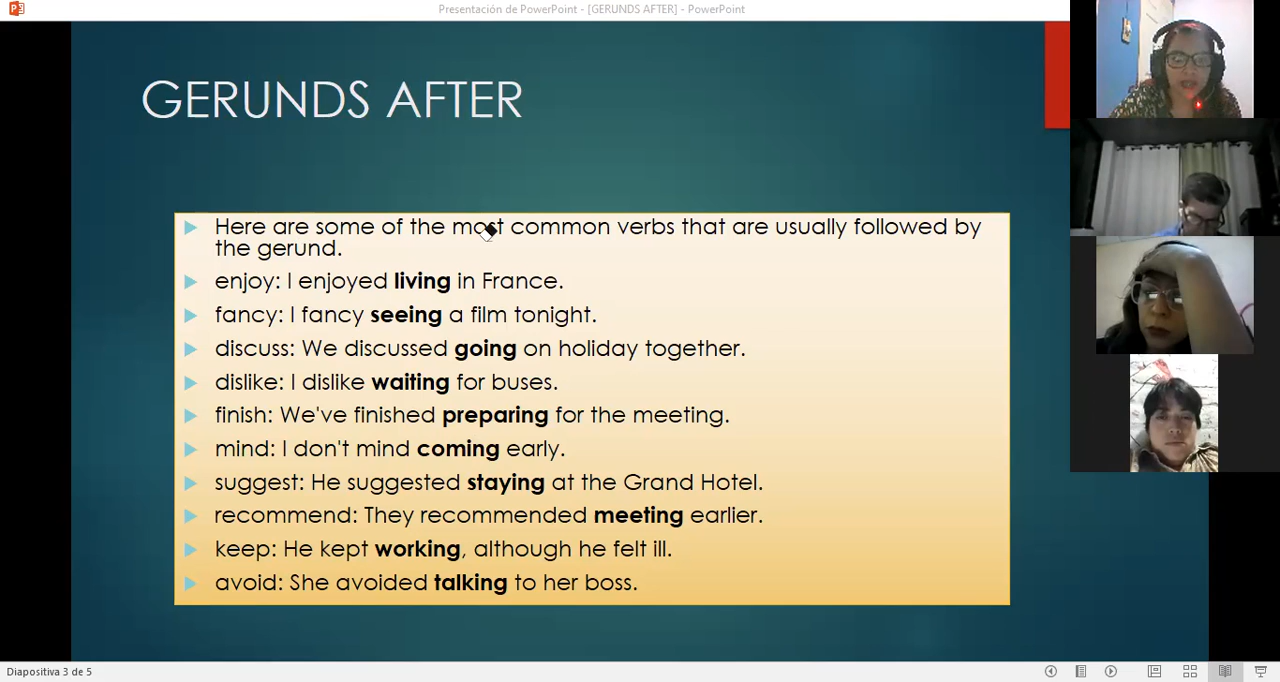 Presentación de PowerPoint - [GERUNDS AFTER] - PowerPoint
GERUNDS AFTER
Here are some of the most common verbs that are usually followed by
the gerund.
enjoy: I enjoyed living in France.
fancy: I fancy seeing a film tonight.
discuss: We discussed going on holiday together.
dislike: I dislike waiting for buses.
finish: We've finished preparing for the meeting.
mind: I don't mind coming early.
suggest: He suggested staying at the Grand Hotel.
recommend: They recommended meeting earlier.
keep: He kept working, although he felt ill.
avoid: She avoided talking to her boss.
Diapositiva 3 de 5